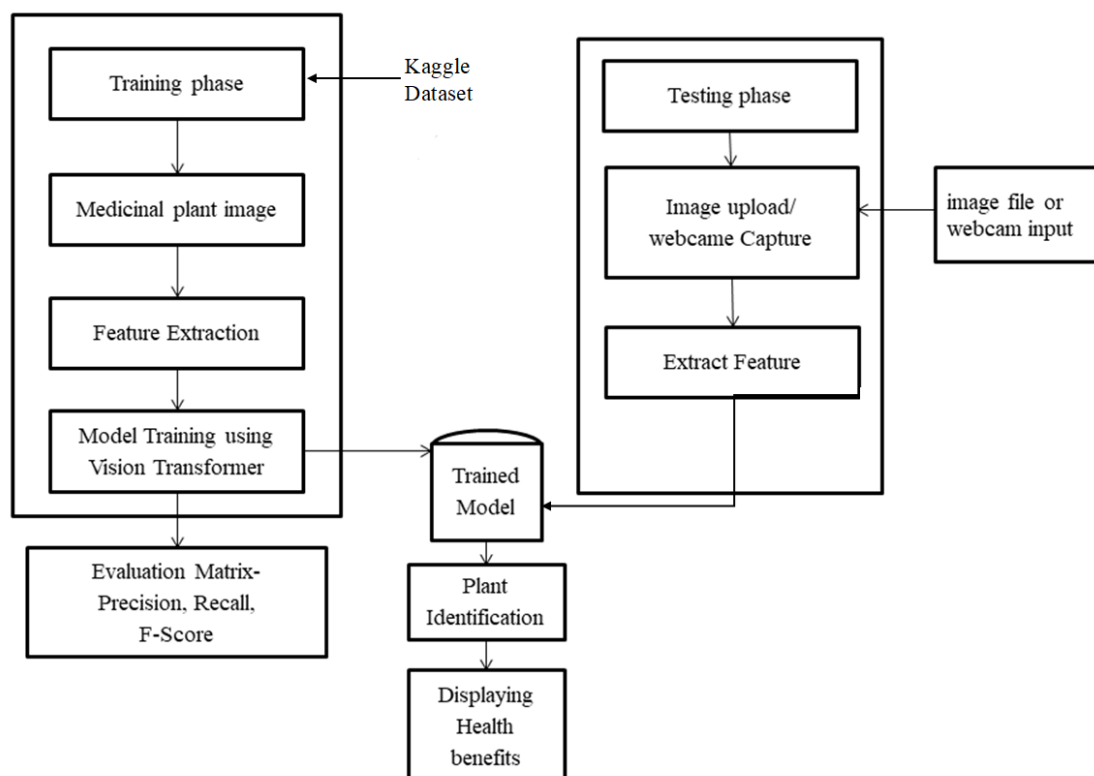 Training phase
Kaggle
Dataset
Medicinal plant image
Feature Extraction
Model Training using
Vision Transformer
Evaluation Matrix-
Precision, Recall,
F-Score
Testing phase
Image upload/
webcame Capture
image file or
webcam input
Extract Feature
Trained
Model
Plant
Identification
Displaying
Health
benefits